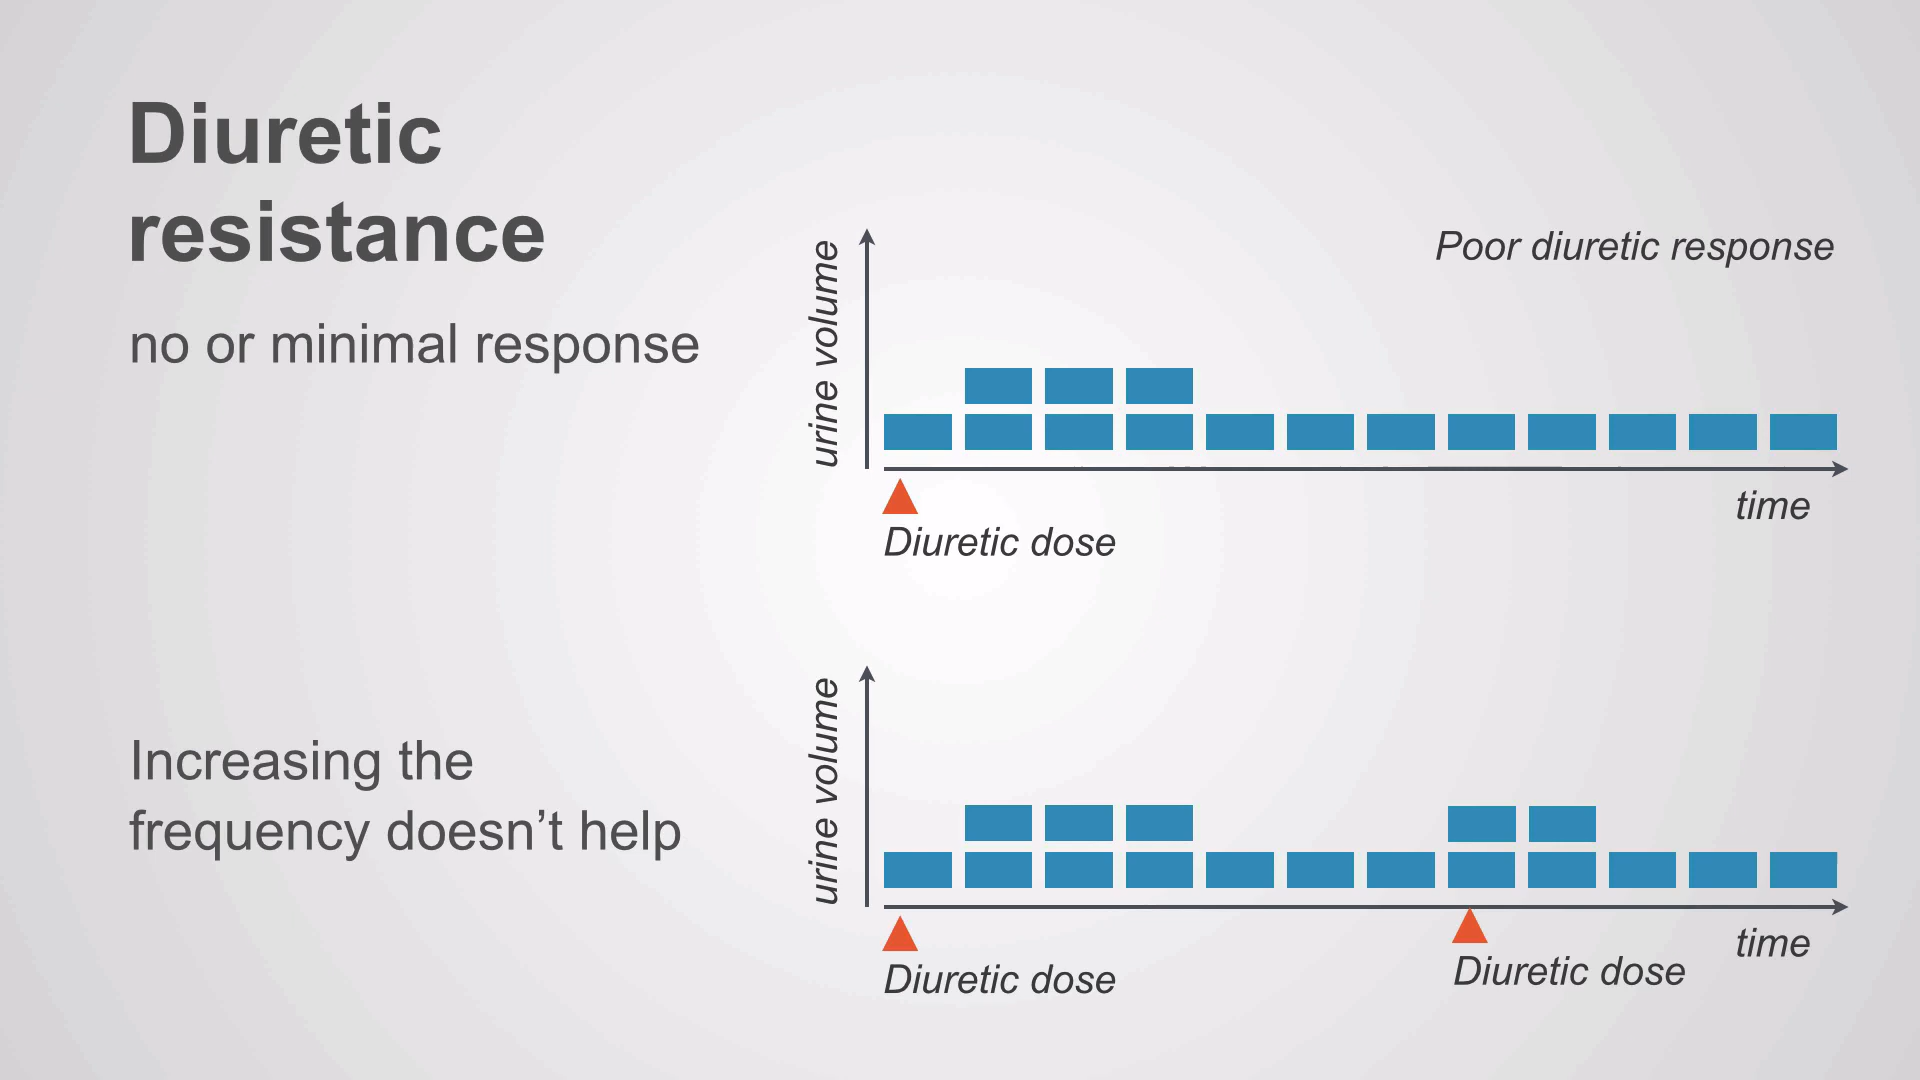 Diuretic
resistance
no or minimal response
Poor diuretic response
urine volume
time
Diuretic dose
Increasing the
frequency doesn’t help
urine volume
time
Diuretic dose
Diuretic dose